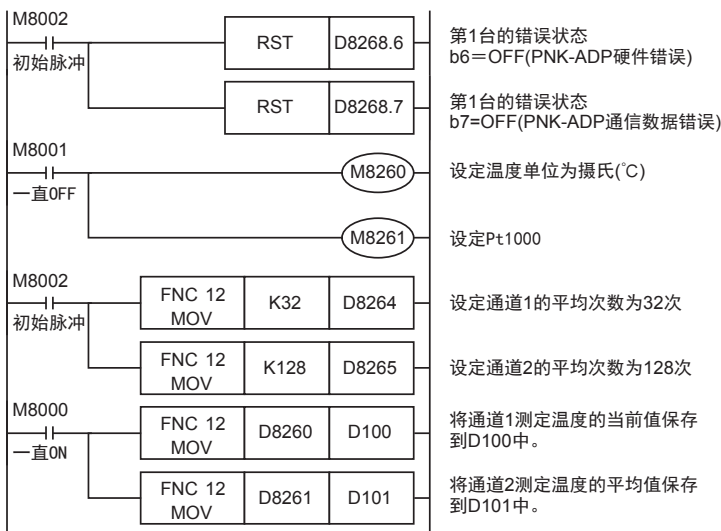 M8002
初始脉冲
RST D8268.6
第1台的错误状态
b6＝OFF(PNK-ADP硬件错误)
RST D8268.7
第1台的错误状态
b7=OFF(PNK-ADP通信数据错误)
M8001
一直OFF
M8260
设定温度单位为摄氏(℃)
M8261
设定Pt1000
M8002
初始脉冲
FNC 12
MOV
K32 D8264
设定通道1的平均次数为32次
FNC 12
MOV
K128 D8265
设定通道2的平均次数为128次
M8000
一直ON
FNC 12
MOV
D8260 D100
将通道1测定温度的当前值保存
到D100中。
FNC 12
MOV
D8261 D101
将通道2测定温度的平均值保存
到D101中。